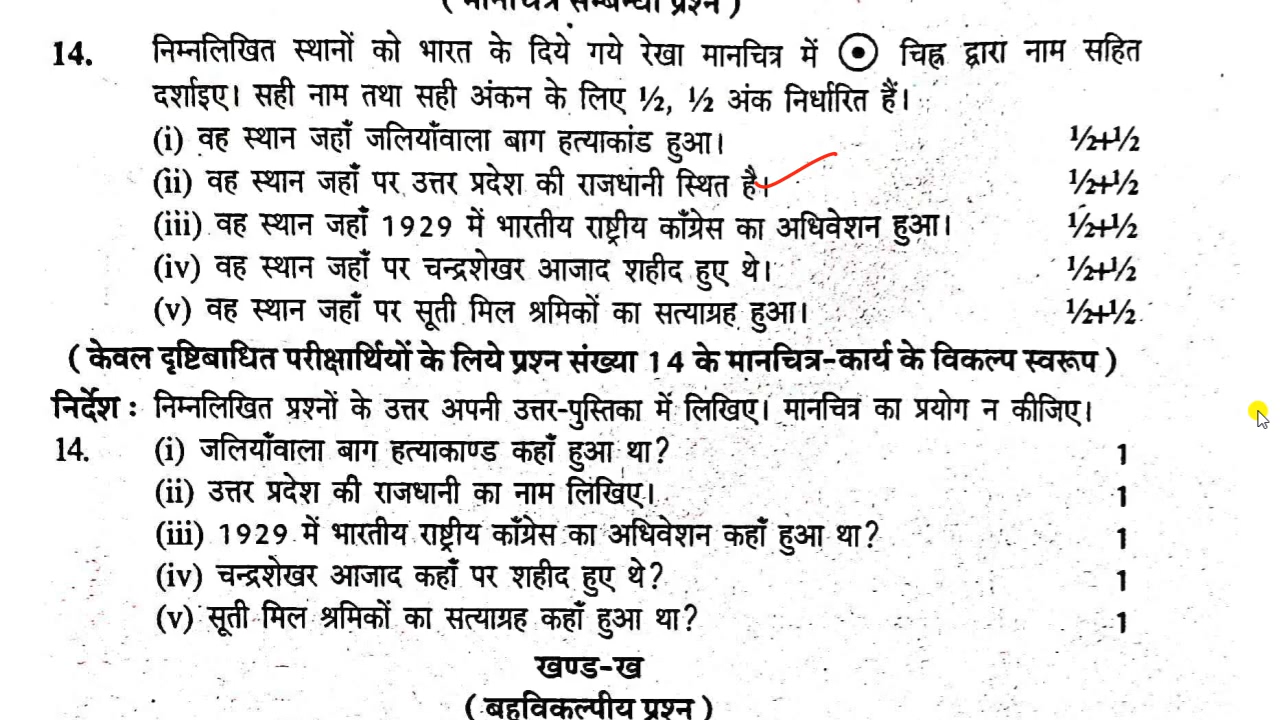 ( मानचित्र सम्बन्धी प्रश्न )
14. निम्नलिखित स्थानों को भारत के दिये गये रेखा मानचित्र में चिह्न द्वारा नाम सहित
दर्शाइए। सही नाम तथा सही अंकन के लिए ½, ½ अंक निर्धारित हैं।
(i) वह स्थान जहाँ जलियाँवाला बाग हत्याकांड हुआ। ½+½
(ii) वह स्थान जहाँ पर उत्तर प्रदेश की राजधानी स्थित है। ½+½
(iii) वह स्थान जहाँ 1929 में भारतीय राष्ट्रीय काँग्रेस का अधिवेशन हुआ। ½+½
(iv) वह स्थान जहाँ पर चन्द्रशेखर आजाद शहीद हुए थे। ½+½
(v) वह स्थान जहाँ पर सूती मिल श्रमिकों का सत्याग्रह हुआ। ½+½
( केवल दृष्टिबाधित परीक्षार्थियों के लिये प्रश्न संख्या 14 के मानचित्र-कार्य के विकल्प स्वरूप )
निर्देश : निम्नलिखित प्रश्नों के उत्तर अपनी उत्तर-पुस्तिका में लिखिए। मानचित्र का प्रयोग न कीजिए।
14. (i) जलियाँवाला बाग हत्याकाण्ड कहाँ हुआ था? 1
(ii) उत्तर प्रदेश की राजधानी का नाम लिखिए। 1
(iii) 1929 में भारतीय राष्ट्रीय काँग्रेस का अधिवेशन कहाँ हुआ था? 1
(iv) चन्द्रशेखर आजाद कहाँ पर शहीद हुए थे? 1
(v) सूती मिल श्रमिकों का सत्याग्रह कहाँ हुआ था? 1
खण्ड-ख
( बहुविकल्पीय प्रश्न )